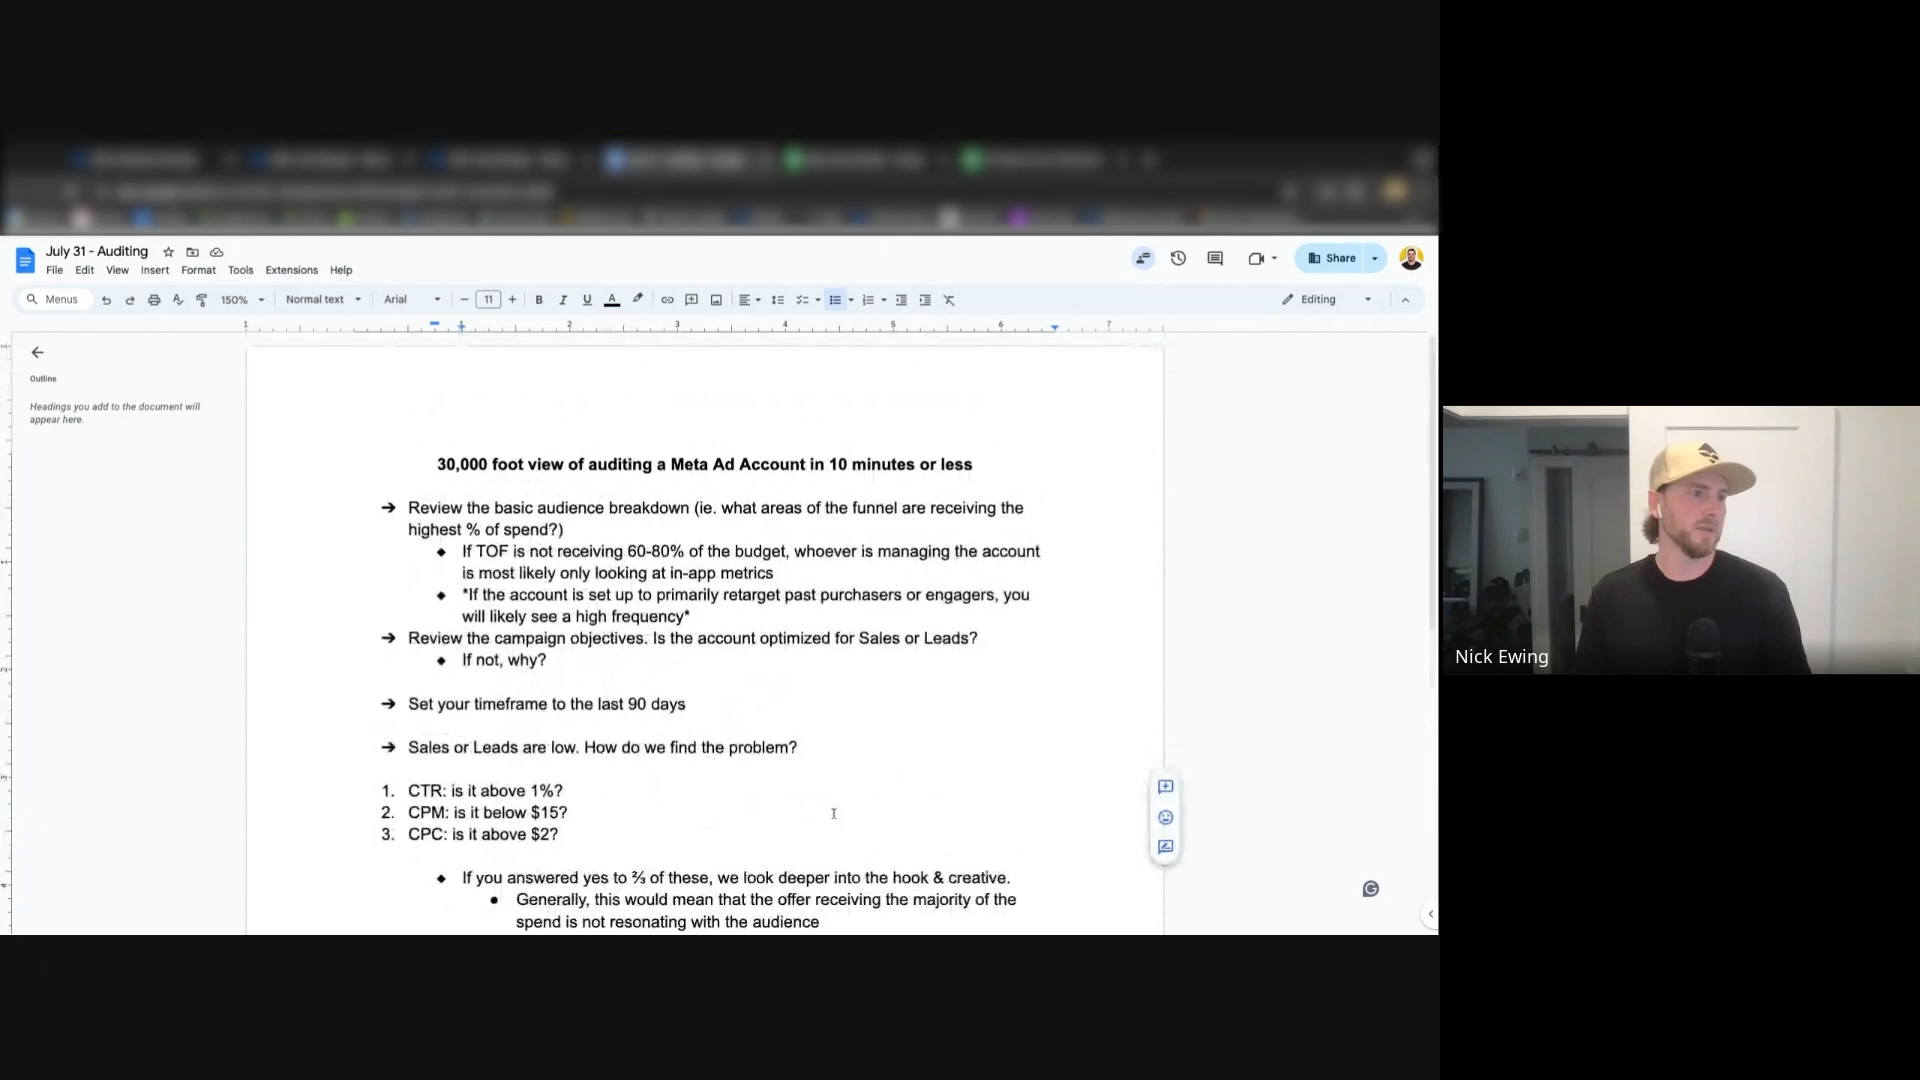 July 31 - Auditing
File Edit View Insert Format Tools Extensions Help
Share
Menus
150%
Normal text
Arial
11
B I U A
Editing
1 1 2 3 4 5 6 7
Outline
Headings you add to the document will
appear here.
30,000 foot view of auditing a Meta Ad Account in 10 minutes or less
➔ Review the basic audience breakdown (ie. what areas of the funnel are receiving the
highest % of spend?)
◆ If TOF is not receiving 60-80% of the budget, whoever is managing the account
is most likely only looking at in-app metrics
◆ *If the account is set up to primarily retarget past purchasers or engagers, you
will likely see a high frequency*
➔ Review the campaign objectives. Is the account optimized for Sales or Leads?
◆ If not, why?
➔ Set your timeframe to the last 90 days
➔ Sales or Leads are low. How do we find the problem?
1. CTR: is it above 1%?
2. CPM: is it below $15?
3. CPC: is it above $2?
◆ If you answered yes to ⅔ of these, we look deeper into the hook & creative.
● Generally, this would mean that the offer receiving the majority of the
spend is not resonating with the audience
Nick Ewing